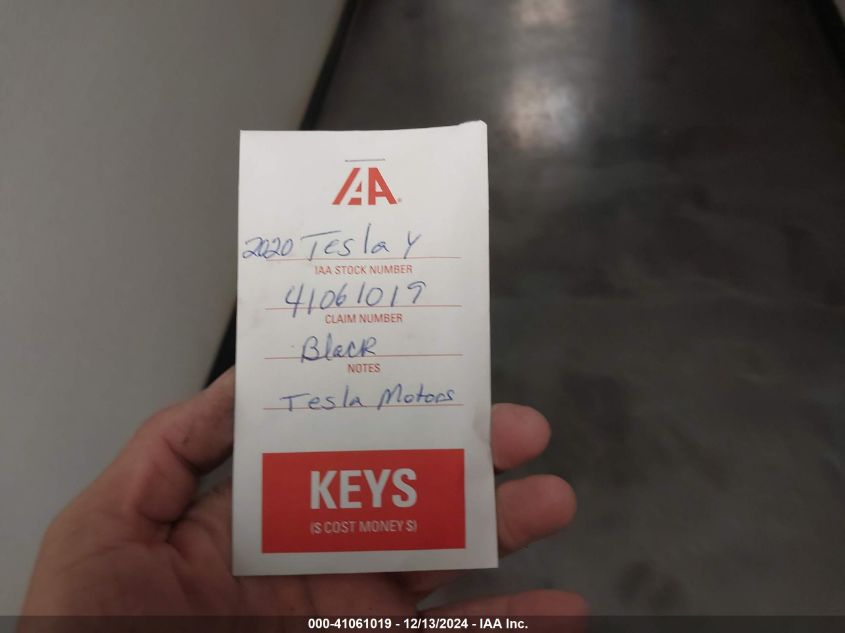 IAA
2020 Tesla Y
IAA STOCK NUMBER
41061019
CLAIM NUMBER
Black
NOTES
Tesla Motors
KEYS
($ COST MONEY $)
000-41061019 - 12/13/2024 - IAA Inc.